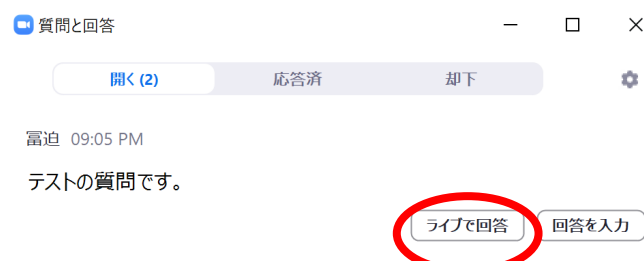 質問と回答
開く(2) 応答済 却下
冨迫 09:05 PM
テストの質問です。
ライブで回答 回答を入力